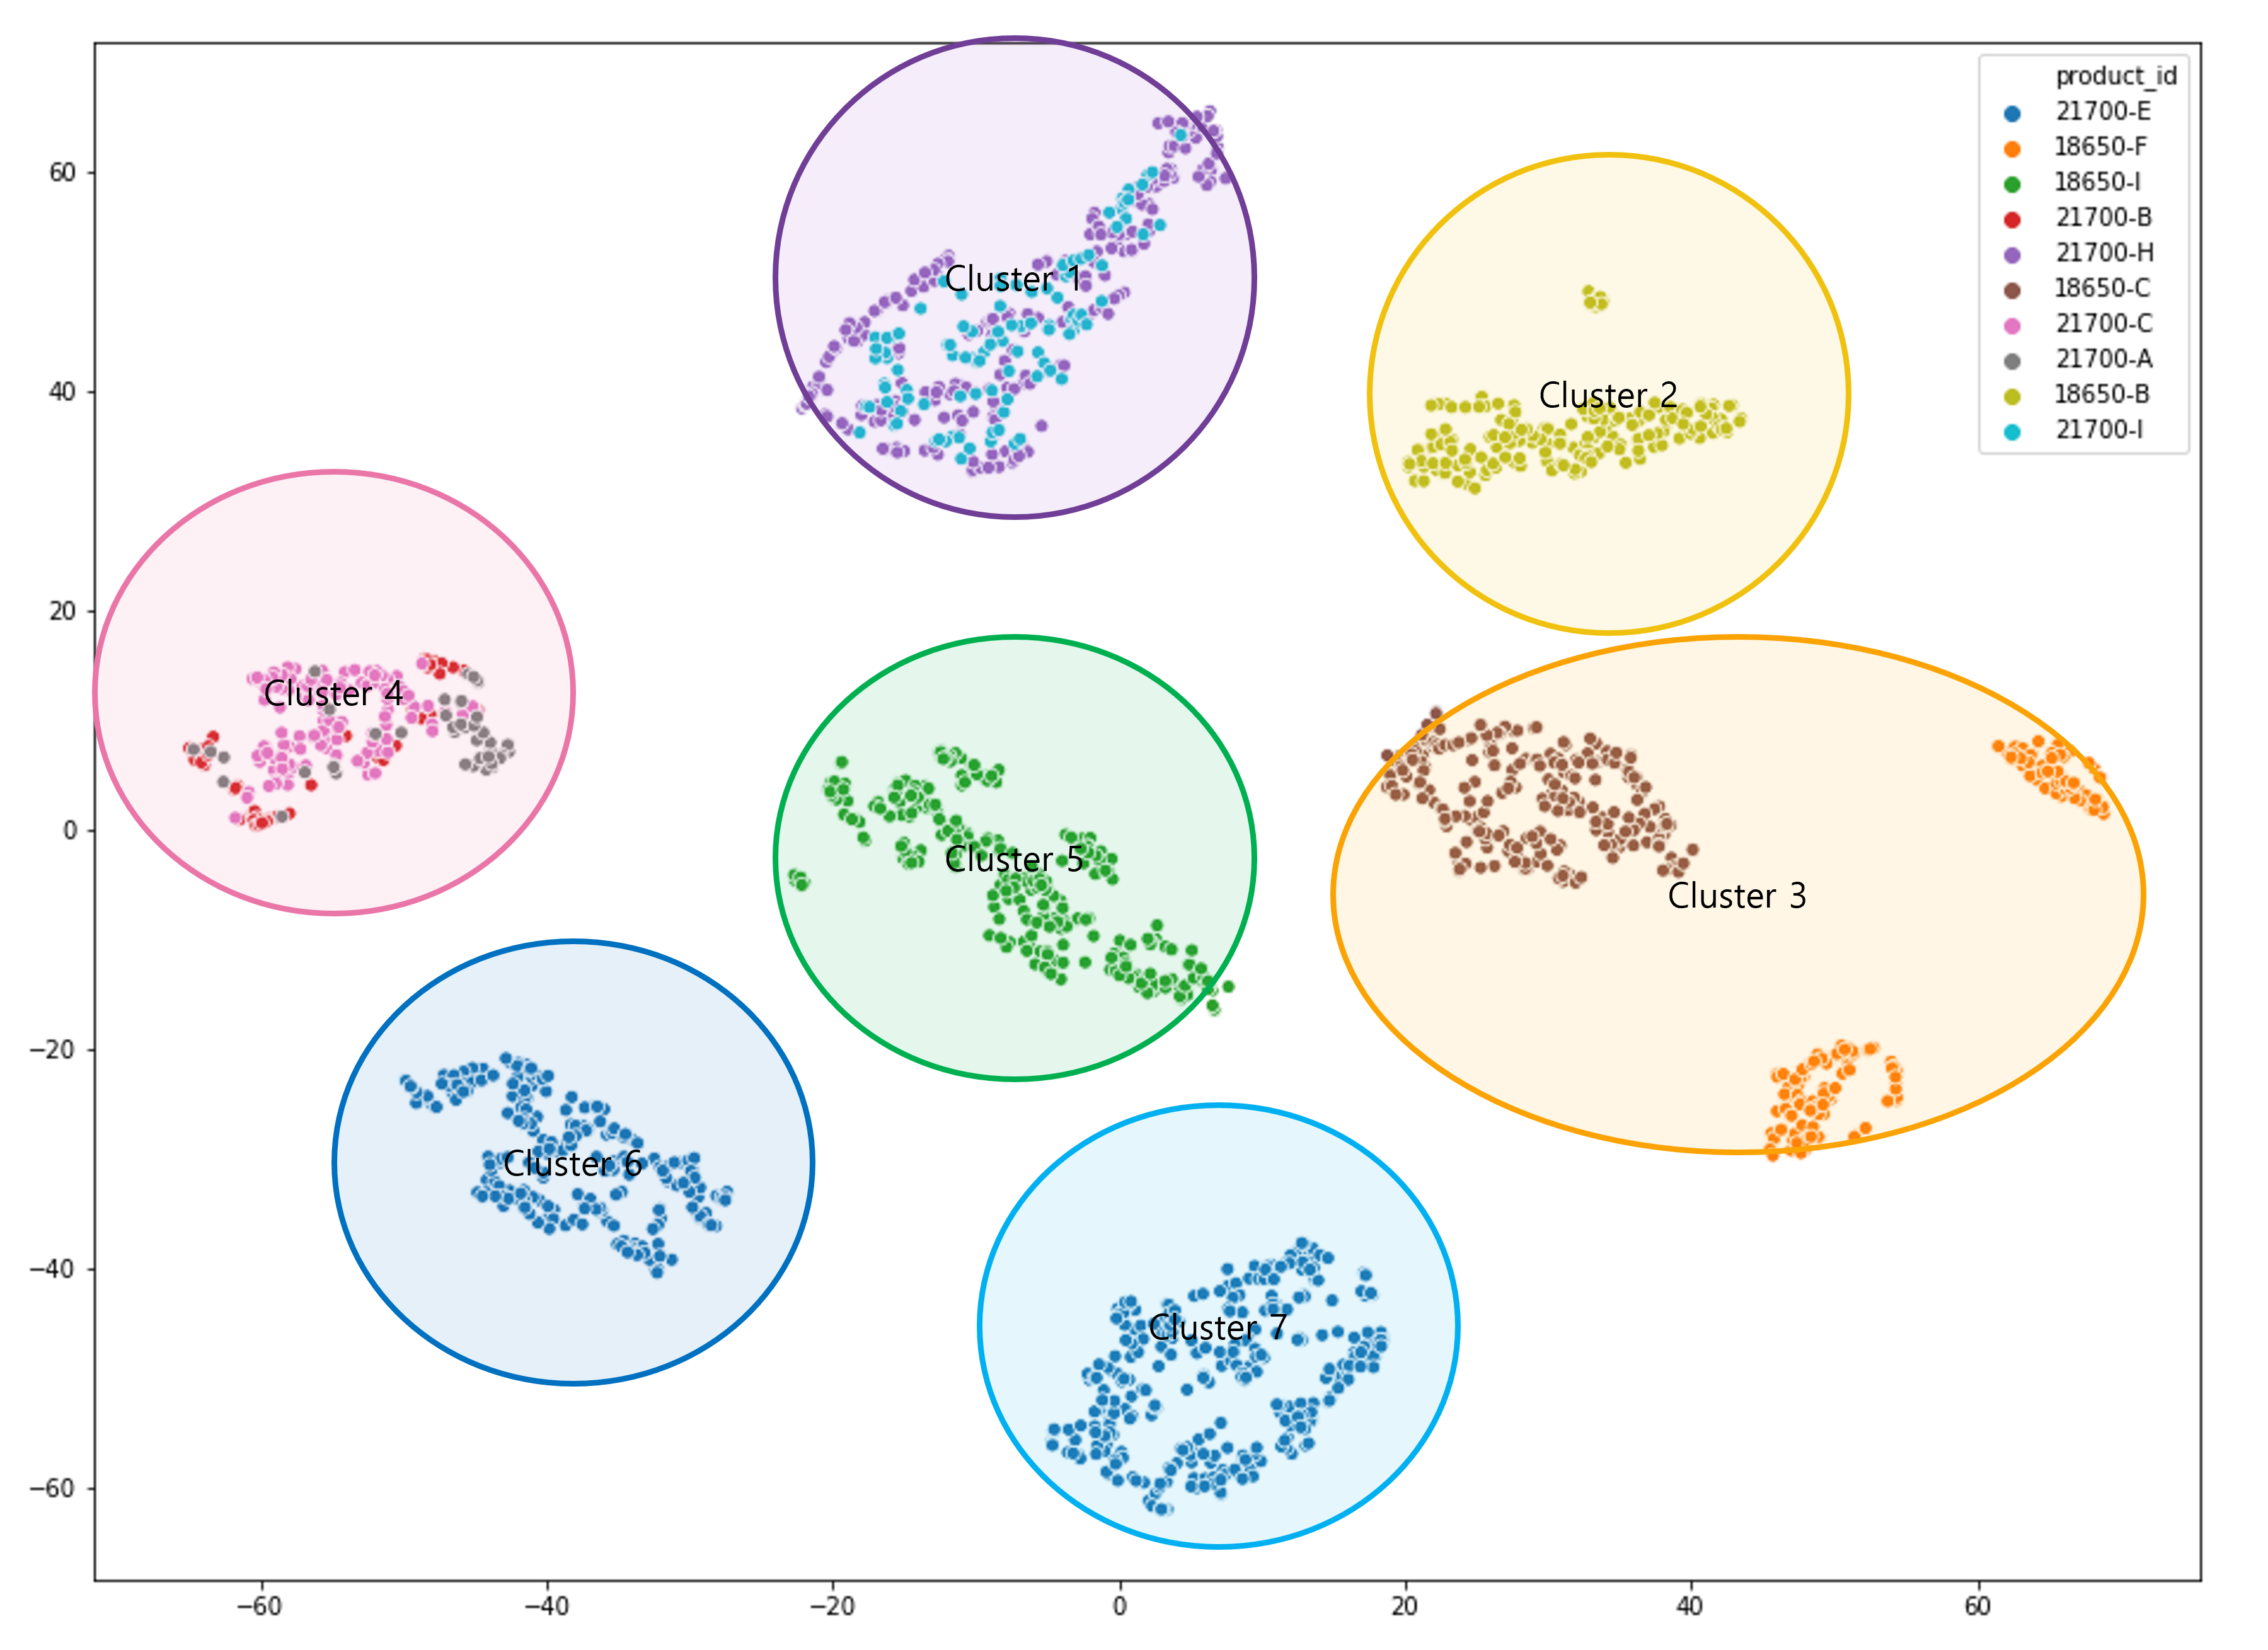 product_id
21700-E
18650-F
18650-I
21700-B
21700-H
18650-C
21700-C
21700-A
18650-B
21700-I
Cluster 1
Cluster 2
Cluster 4
Cluster 5
Cluster 3
Cluster 6
Cluster 7
60
40
20
0
−20
−40
−60
−60
−40
−20
0
20
40
60